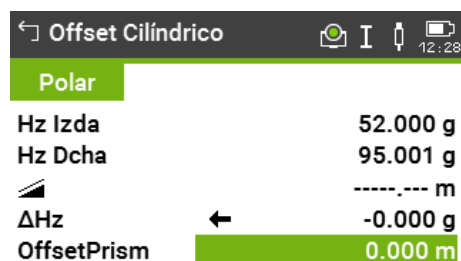 Offset Cilíndrico I 12:28
Polar
Hz Izda 52.000 g
Hz Dcha 95.001 g
-----.--- m
ΔHz -0.000 g
OffsetPrism 0.000 m